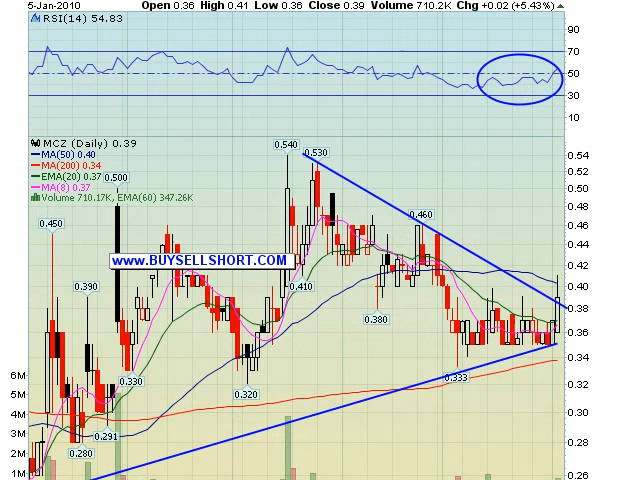 5-Jan-2010 Open 0.36 High 0.41 Low 0.36 Close 0.39 Volume 710.2K Chg +0.02 (+5.43%)
RSI(14) 54.83
90
70
50
30
10
MCZ (Daily) 0.39
MA(50) 0.40
MA(200) 0.34
EMA(20) 0.37
MA(8) 0.37
Volume 710.17K, EMA(60) 347.26K
0.540
0.530
0.500
0.460
0.450
www.BUYSELLSHORT.COM
0.410
0.390
0.380
0.330
0.333
0.320
0.291
0.280
0.54
0.52
0.50
0.48
0.46
0.44
0.42
0.40
0.38
0.36
0.34
0.32
0.30
0.28
0.26
6M
5M
4M
3M
2M
1M